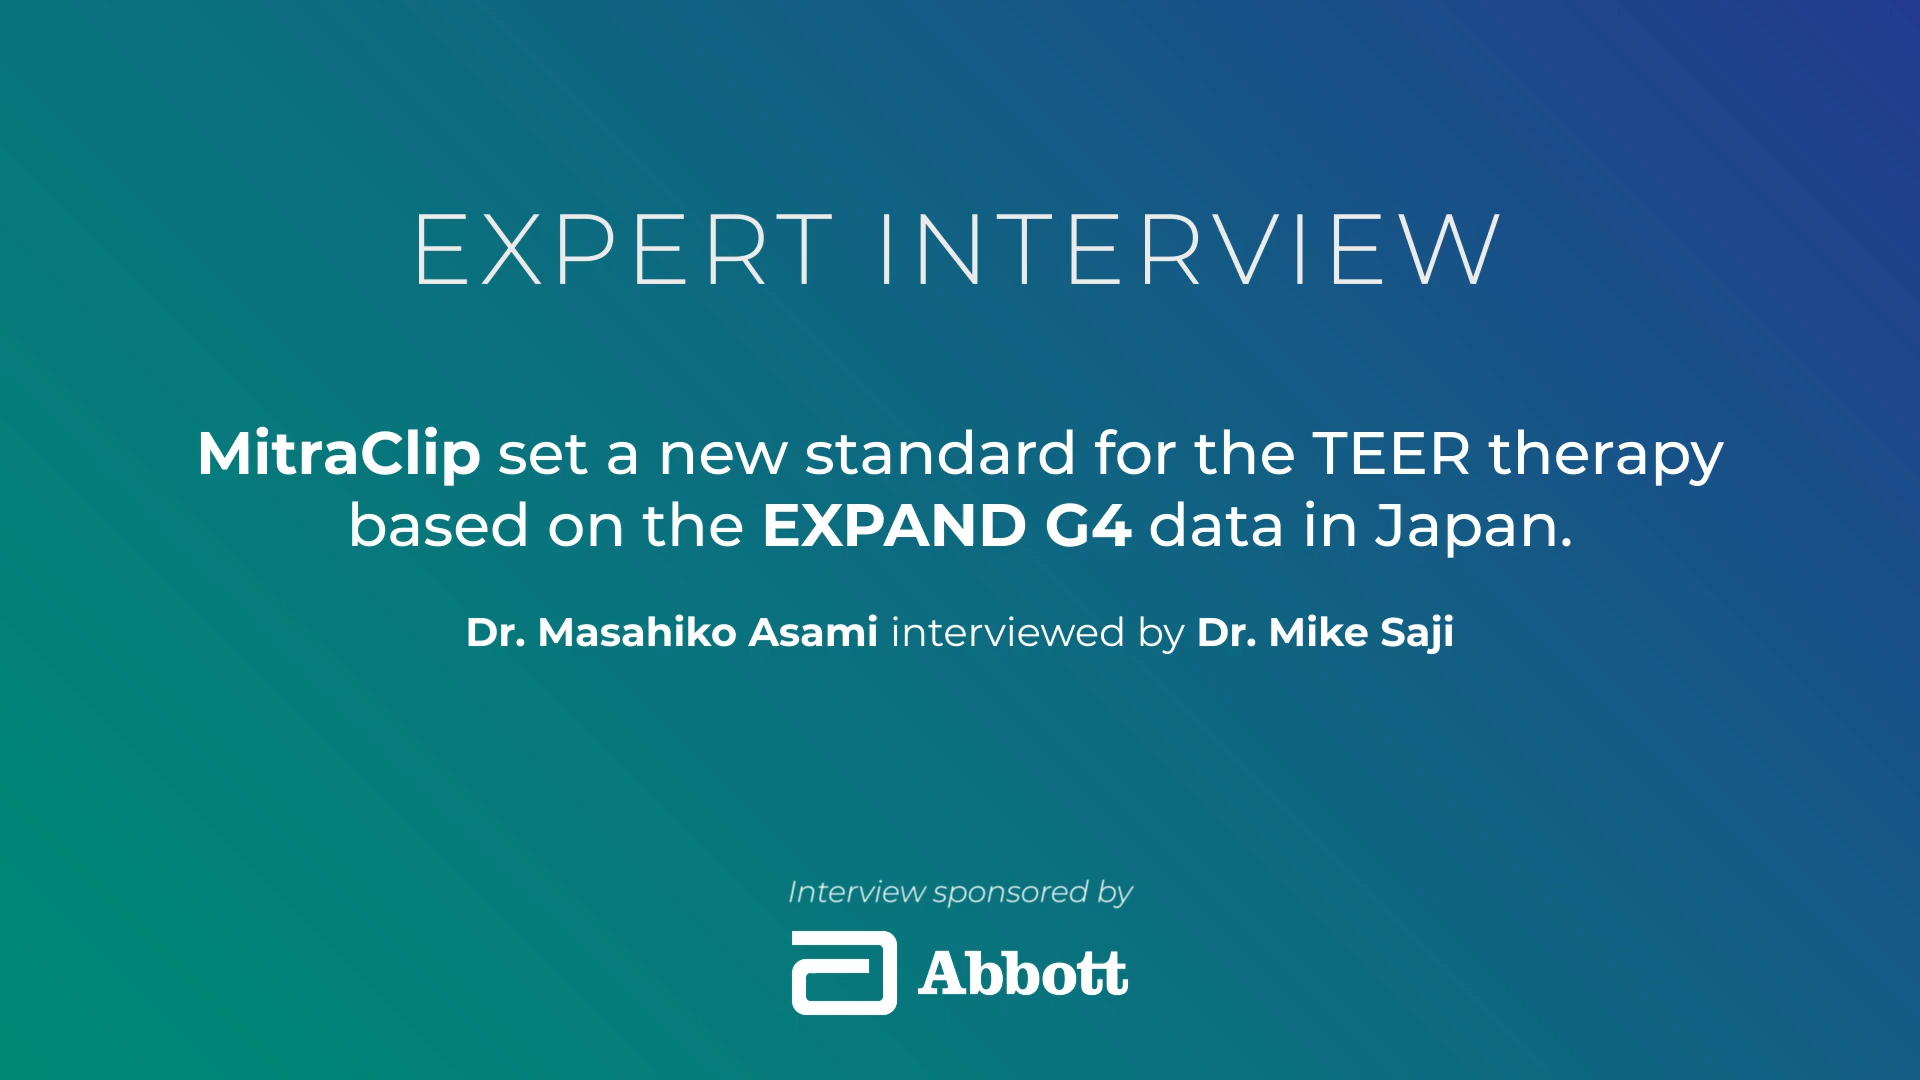 EXPERT INTERVIEW
MitraClip set a new standard for the TEER therapy
based on the EXPAND G4 data in Japan.
Dr. Masahiko Asami interviewed by Dr. Mike Saji
Interview sponsored by
Abbott